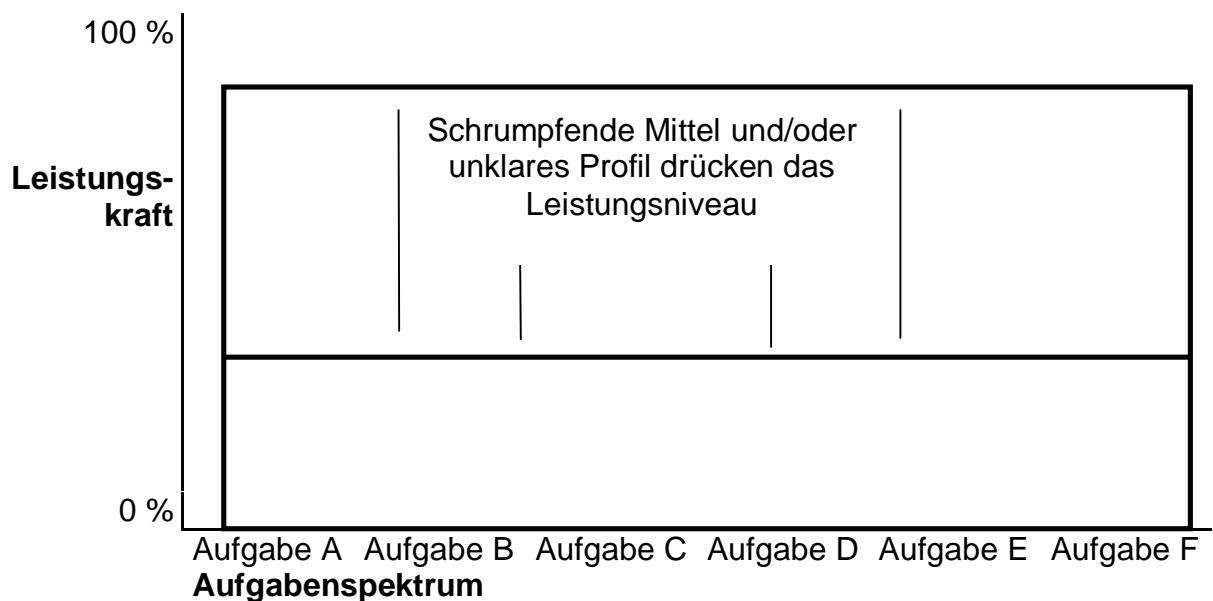 100 %
Schrumpfende Mittel und/oder
unklares Profil drücken das
Leistungsniveau
Leistungs-
kraft
0 %
Aufgabe A Aufgabe B Aufgabe C Aufgabe D Aufgabe E Aufgabe F
Aufgabenspektrum